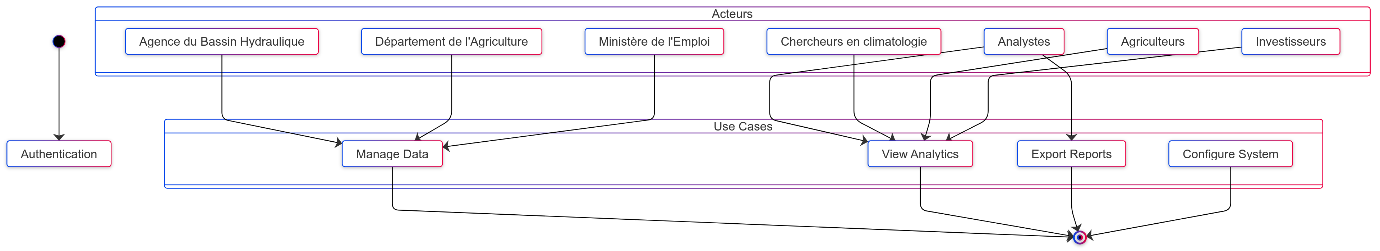 Acteurs
Agence du Bassin Hydraulique
Département de l'Agriculture
Ministère de l'Emploi
Chercheurs en climatologie
Analystes
Agriculteurs
Investisseurs
Use Cases
Authentication
Manage Data
View Analytics
Export Reports
Configure System